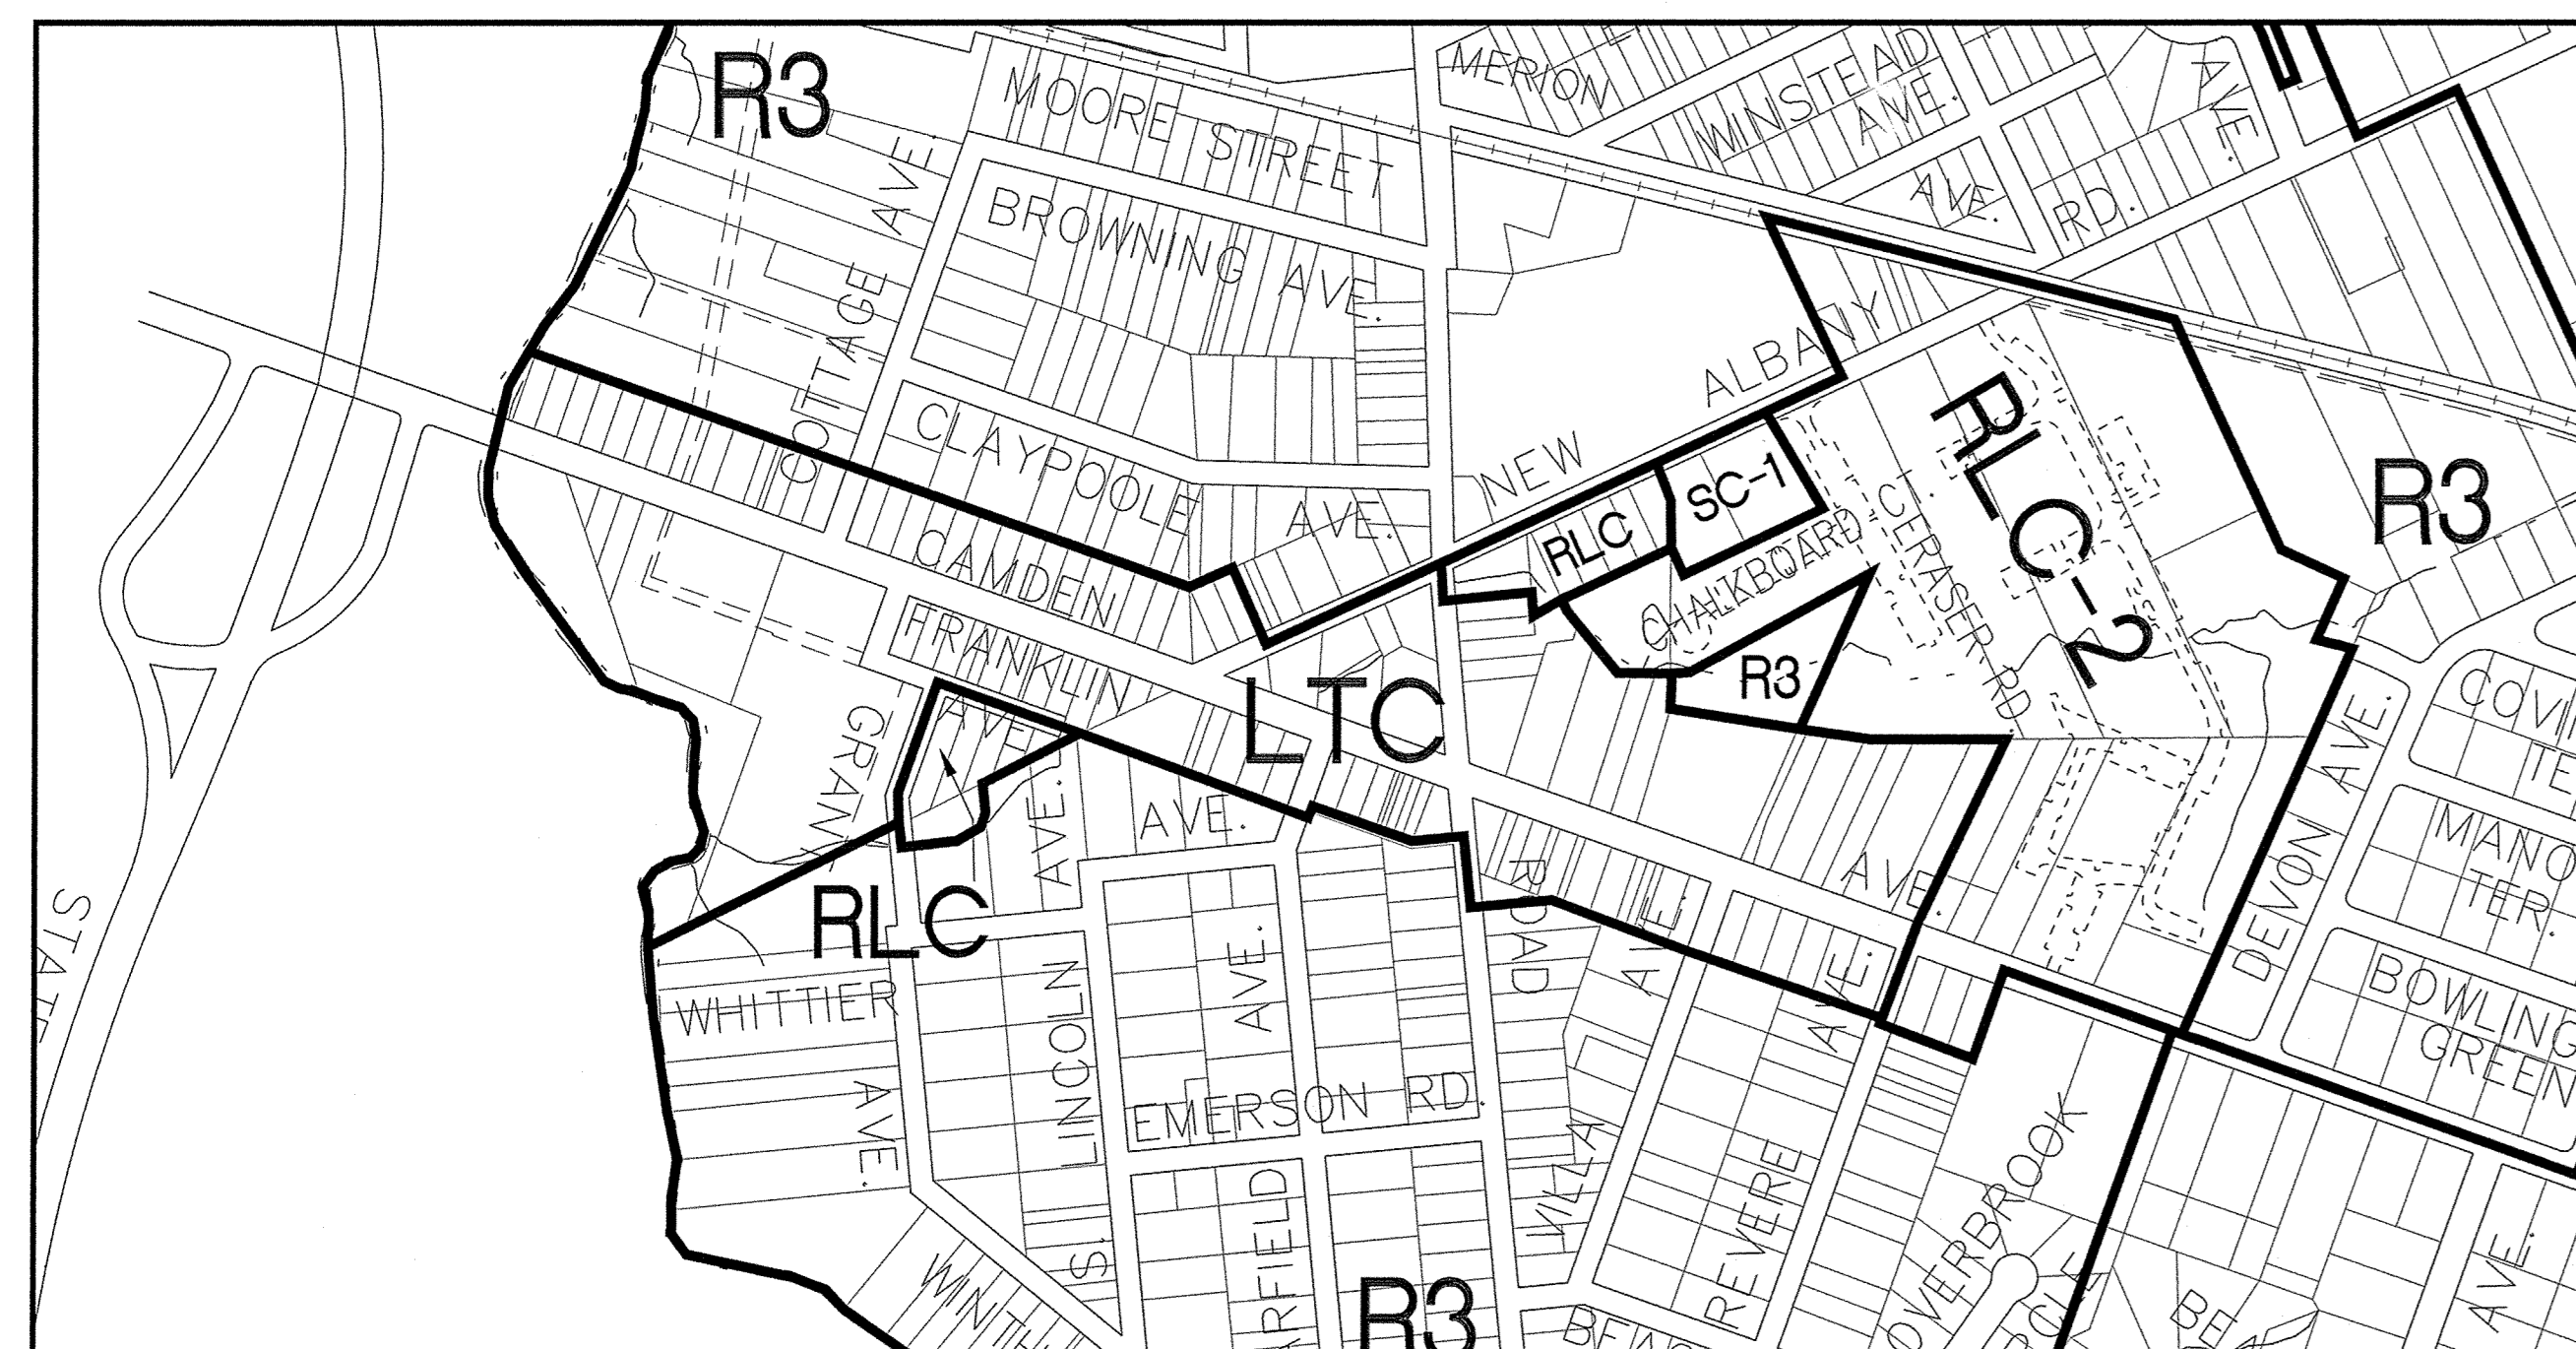 R3
MERION
WINSTEAD
AVE.
AVE.
MOORE STREET
COTTAGE AVE.
BROWNING AVE.
AVE.
RD.
NEW ALBANY
CLAYPOOLE AVE.
CAMDEN
FRANKLIN
AVE.
GRANT
LTC
RLC
SC-1
CHALKBOARD CT.
ERASER RD
RLC-2
R3
R3
AVE.
AVE.
AVE.
RLC
WHITTIER
AVE.
LINCOLN
S.
AVE.
EMERSON RD.
ROAD
AVE.
VILLA
AVE.
REVERE
OVERBROOK
R3
DEVON AVE.
TER.
BOWLING
GREEN
AVE.